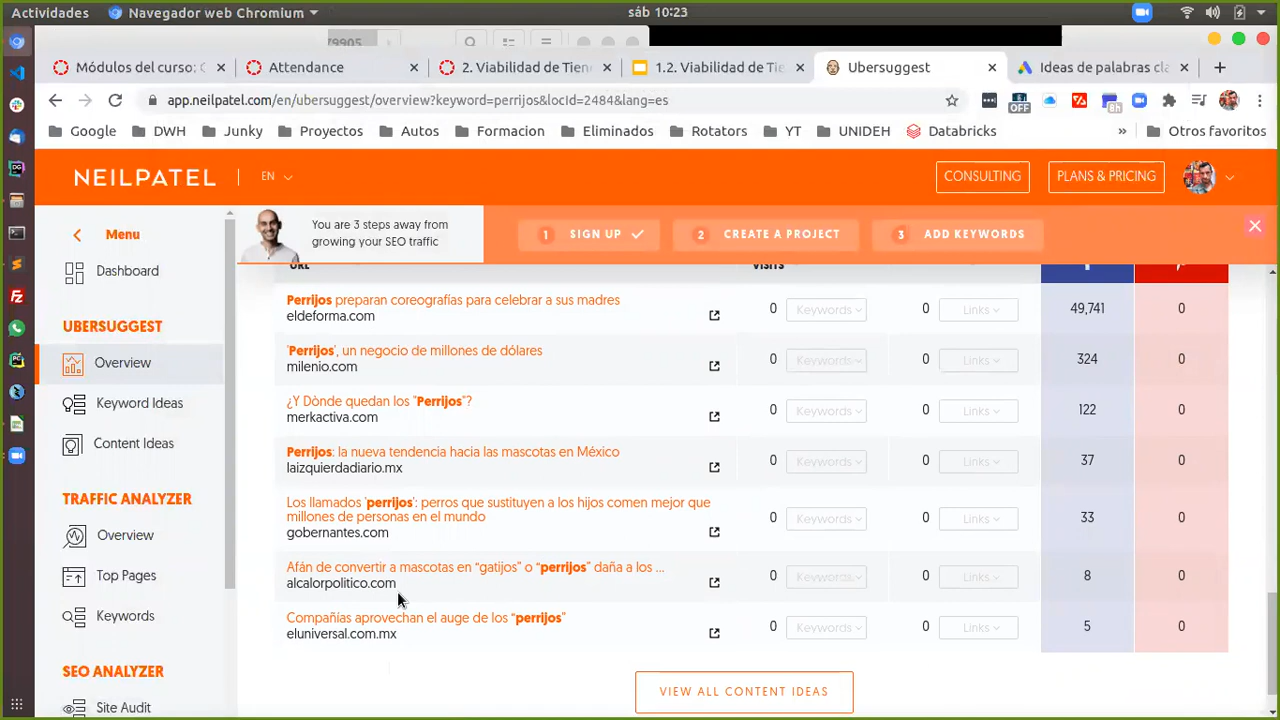 Actividades
Navegador web Chromium
sáb 10:23
79905
Módulos del curso: C
Attendance
2. Viabilidad de Tien
1.2. Viabilidad de Tie
Ubersuggest
Ideas de palabras cla
app.neilpatel.com/en/ubersuggest/overview?keyword=perrijos&locId=2484&lang=es
OFF
8h
Google
DWH
Junky
Proyectos
Autos
Formacion
Eliminados
Rotators
YT
UNIDEH
Databricks
»
Otros favoritos
NEILPATEL
EN
CONSULTING
PLANS & PRICING
Menu
You are 3 steps away from
growing your SEO traffic
1 SIGN UP
2 CREATE A PROJECT
3 ADD KEYWORDS
Dashboard
UBERSUGGEST
Overview
Keyword Ideas
Content Ideas
TRAFFIC ANALYZER
Overview
Top Pages
Keywords
SEO ANALYZER
Site Audit
URL
VISITS
Perrijos preparan coreografías para celebrar a sus madres
eldeforma.com
0 Keywords 0 Links 49,741 0
'Perrijos', un negocio de millones de dólares
milenio.com
0 Keywords 0 Links 324 0
¿Y Dònde quedan los "Perrijos"?
merkactiva.com
0 Keywords 0 Links 122 0
Perrijos: la nueva tendencia hacia las mascotas en México
laizquierdadiario.mx
0 Keywords 0 Links 37 0
Los llamados 'perrijos': perros que sustituyen a los hijos comen mejor que
millones de personas en el mundo
gobernantes.com
0 Keywords 0 Links 33 0
Afán de convertir a mascotas en "gatijos" o "perrijos" daña a los ...
alcalorpolitico.com
0 Keywords 0 Links 8 0
Compañías aprovechan el auge de los "perrijos"
eluniversal.com.mx
0 Keywords 0 Links 5 0
VIEW ALL CONTENT IDEAS